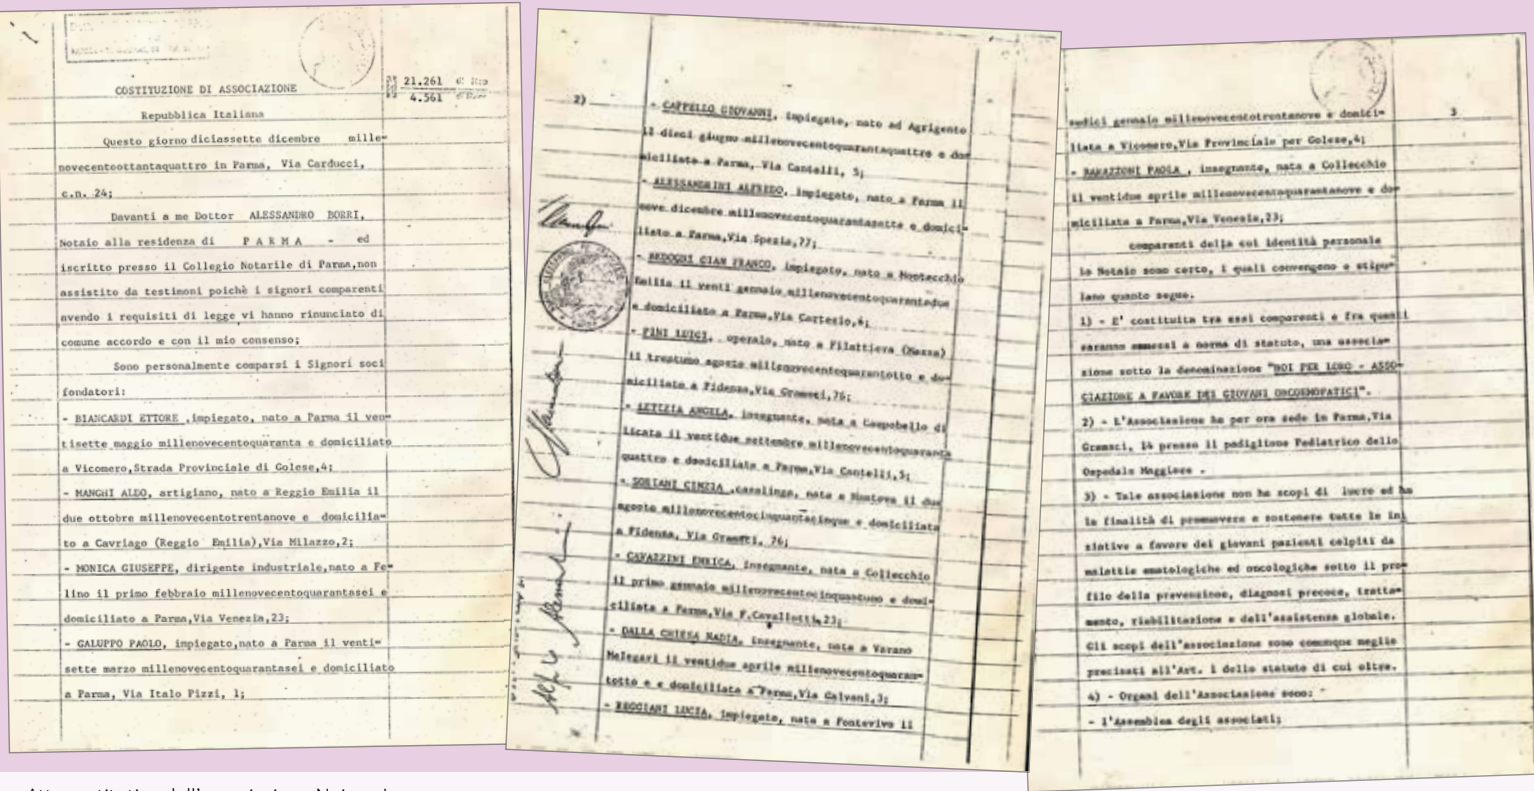 COSTITUZIONE DI ASSOCIAZIONE
21.261
4.561
Repubblica Italiana
Questo giorno diciassette dicembre mille=
novecentoottantaquattro in Parma, Via Carducci,
c.n. 24;
Davanti a me Dottor ALESSANDRO BORRI,
Notaio alla residenza di P A R M A - ed
iscritto presso il Collegio Notarile di Parma,non
assistito da testimoni poichè i signori comparenti
avendo i requisiti di legge vi hanno rinunciato di
comune accordo e con il mio consenso;
Sono personalmente comparsi i Signori soci
fondatori:
- BIANCARDI ETTORE ,impiegato, nato a Parma il ven=
tisette maggio millenovecentoquaranta e domiciliato
a Vicomero,Strada Provinciale di Golese,4;
- MANGHI ALDO, artigiano, nato a Reggio Emilia il
due ottobre millenovecentotrentanove e domicilia=
to a Cavriago (Reggio Emilia),Via Milazzo,2;
- MONICA GIUSEPPE, dirigente industriale,nato a Fe=
lino il primo febbraio millenovecentoquarantasei e
domiciliato a Parma,Via Venezia,23;
- GALUPPO PAOLO, impiegato,nato a Parma il venti=
sette marzo millenovecentoquarantasei e domiciliato
a Parma, Via Italo Pizzi, 1;
2)
- CAPPELLO GIOVANNI, impiegato, nato ad Agrigento
il dieci giugno millenovecentoquarantaquattro e do=
miciliato a Parma, Via Cantelli, 5;
- ALESSANDRINI ALFREDO, impiegato, nato a Parma il
nove dicembre millenovecentoquarantasette e domici=
liato a Parma,Via Spezia,77;
- BEDOGNI GIAN FRANCO, impiegato, nato a Montecchio
Emilia il venti gennaio millenovecentoquarantadue
e domiciliato a Parma,Via Cartesio,
- PINI LUIGI, operaio, nato a Filattiera (Massa)
il trentuno agosto millenovecentoquarantotto e do=
miciliato a Fidenza,Via Gramsci,76;
- LETIZIA ANGELA, insegnante, nata a Campobello di
Licata il ventidue settembre millenovecentoquaranta
quattro e domiciliata a Parma,Via Cantelli,5;
- CINZIA ,casalinga, nata a Mantova il due
agosto millenovecentocinquantacinque e domiciliata
a Fidenza, Via Gramsci, 76;
- CAVAZZINI ENRICA, insegnante, nata a Collecchio
il primo gennaio millenovecentocinquantuno e domi=
ciliata a Parma,Via F.Cavallotti,23;
- DALLA CHIESA NADIA, insegnante, nata a Varano
Melegari il ventidue aprile millenovecentoquaran=
totto e e domiciliata a Parma,Via Galvani,3;
- REGGIANI LUCIA, impiegato, nata a Fontevivo il
3
sedici gennaio millenovecentotrentanove e domici=
liata a Vicomero,Via Provinciale per Golese,4;
- BARAZZONI PAOLA , insegnante, nata a Collecchio
il ventidue aprile millenovecentoquarantanove e do=
miciliata a Parma,Via Venezia,23;
comparenti della cui identità personale
io Notaio sono certo, i quali convengono e stipu=
lano quanto segue.
1) - E' costituita tra essi comparenti e fra quanti
saranno ammessi a norma di statuto, una associa=
zione sotto la denominazione "NOI PER LORO - ASSO=
CIAZIONE A FAVORE DEI GIOVANI ONCOEMOPATICI".
2) - L'Associazione ha per ora sede in Parma,Via
Gramsci, 14 presso il padiglione Pediatrico dello
Ospedale Maggiore .
3) - Tale associazione non ha scopi di lucro ed ha
la finalità di promuovere e sostenere tutte le ini
ziative a favore dei giovani pazienti colpiti da
malattie ematologiche ed oncologiche sotto il pro=
filo della prevenzione, diagnosi precoce, tratta=
mento, riabilitazione e dell'assistenza globale.
Gli scopi dell'associazione sono comunque meglio
precisati all'Art. 1 dello statuto di cui oltre.
4) - Organi dell'Associazione sono:
- l'Assemblea degli associati;